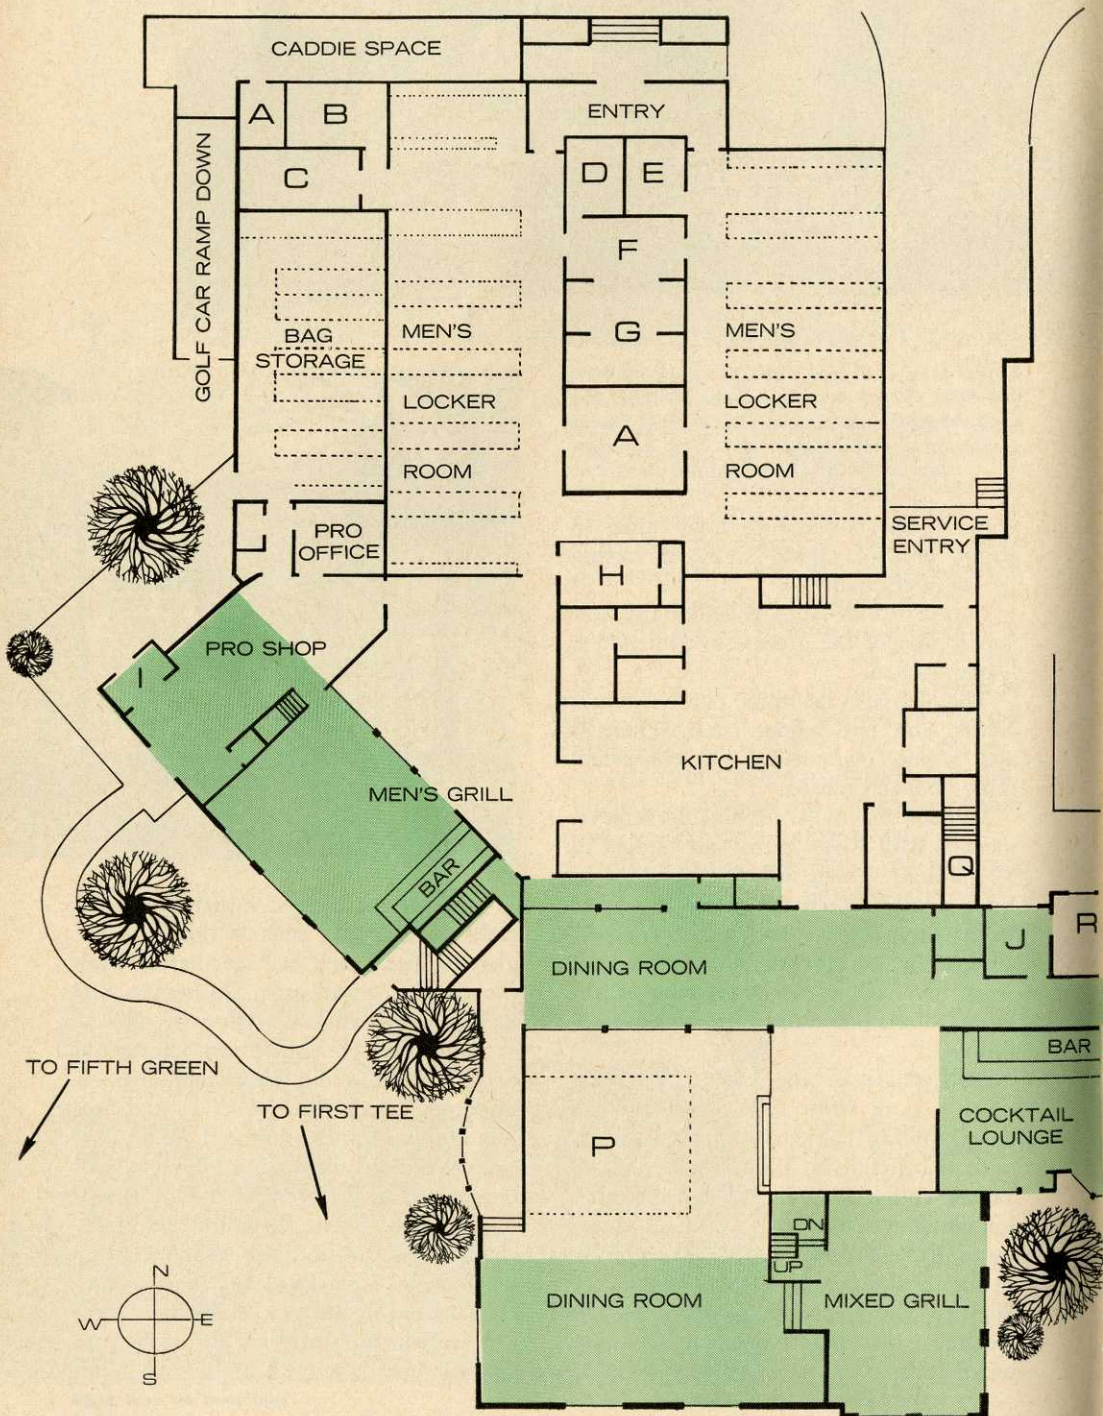 CADDIE SPACE
A
B
ENTRY
GOLF CAR RAMP DOWN
C
D
E
F
BAG
STORAGE
MEN'S
LOCKER
ROOM
G
MEN'S
LOCKER
ROOM
A
PRO
OFFICE
SERVICE
ENTRY
H
PRO SHOP
KITCHEN
MEN'S GRILL
BAR
Q
DINING ROOM
J
R
BAR
TO FIFTH GREEN
TO FIRST TEE
COCKTAIL
LOUNGE
P
DN
UP
DINING ROOM
MIXED GRILL
N
W
E
S